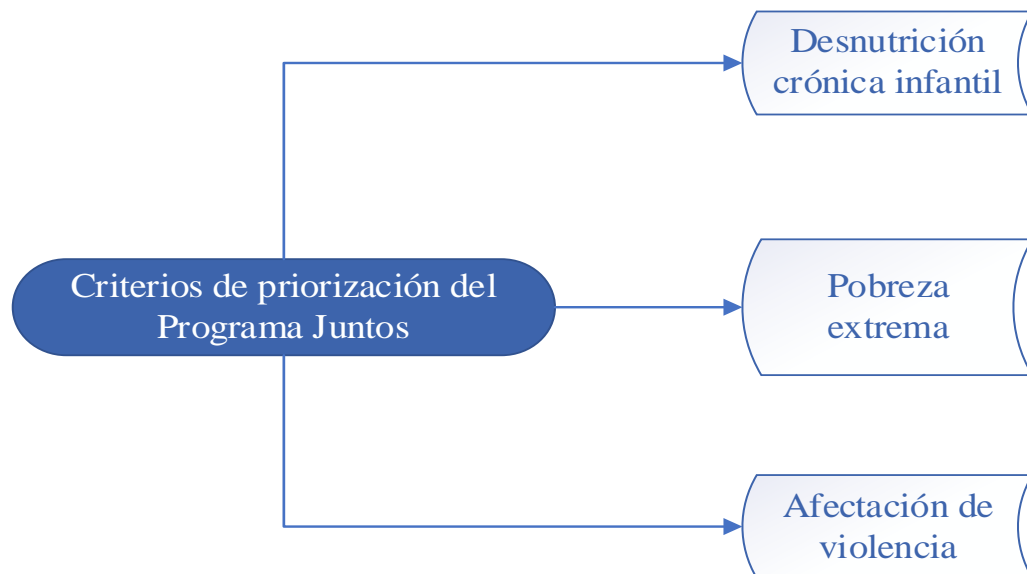 Desnutrición
crónica infantil
Criterios de priorización del
Programa Juntos
Pobreza
extrema
Afectación de
violencia